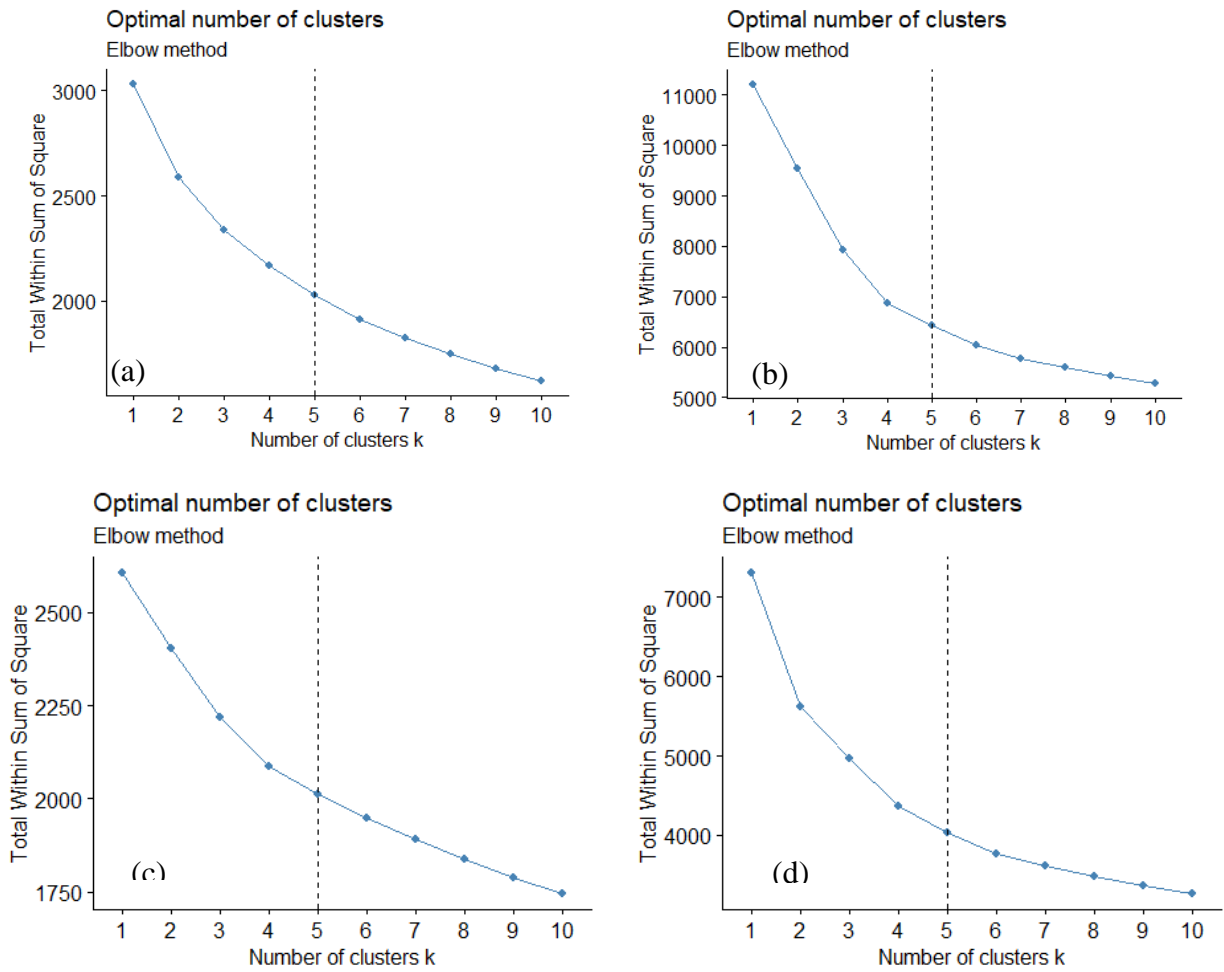 Optimal number of clusters
Elbow method
Total Within Sum of Square
3000
2500
2000
(a)
1 2 3 4 5 6 7 8 9 10
Number of clusters k
Optimal number of clusters
Elbow method
Total Within Sum of Square
11000
10000
9000
8000
7000
6000
5000
(b)
1 2 3 4 5 6 7 8 9 10
Number of clusters k
Optimal number of clusters
Elbow method
Total Within Sum of Square
2500
2250
2000
1750
(c)
1 2 3 4 5 6 7 8 9 10
Number of clusters k
Optimal number of clusters
Elbow method
Total Within Sum of Square
7000
6000
5000
4000
(d)
1 2 3 4 5 6 7 8 9 10
Number of clusters k